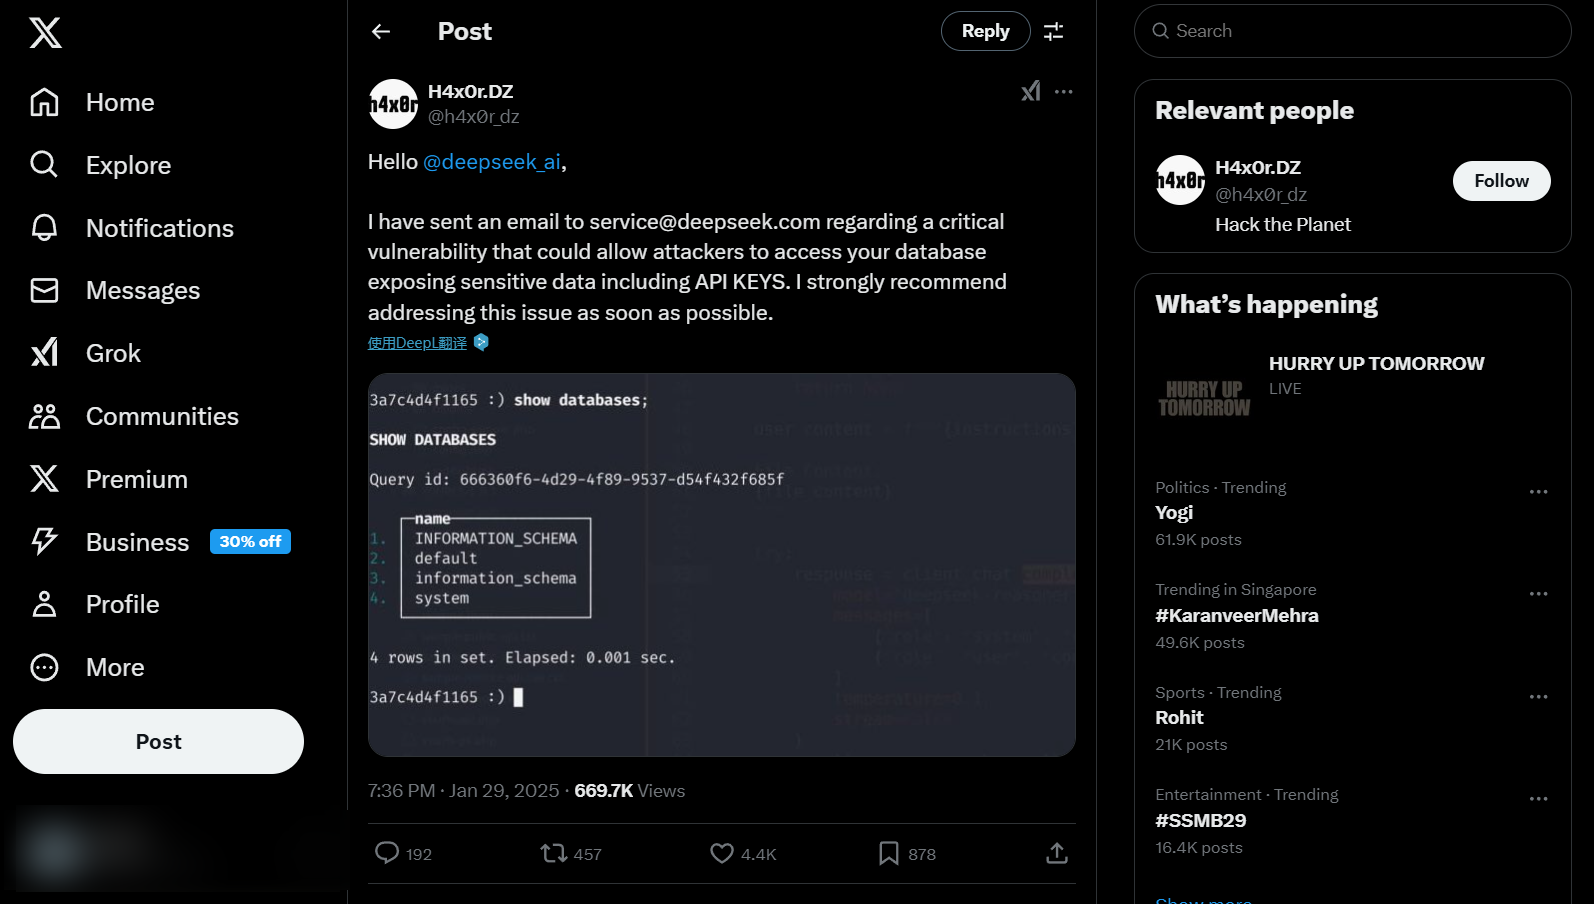 Home
Explore
Notifications
Messages
Grok
Communities
Premium
Business 30% off
Profile
More
Post
Post
Reply
h4x0r
H4x0r.DZ
@h4x0r_dz
Hello @deepseek_ai,
I have sent an email to service@deepseek.com regarding a critical
vulnerability that could allow attackers to access your database
exposing sensitive data including API KEYS. I strongly recommend
addressing this issue as soon as possible.
使用DeepL翻译
3a7c4d4f1165 :) show databases;
SHOW DATABASES
Query id: 666360f6-4d29-4f89-9537-d54f432f685f
name
1. INFORMATION_SCHEMA
2. default
3. information_schema
4. system
4 rows in set. Elapsed: 0.001 sec.
3a7c4d4f1165 :)
7:36 PM · Jan 29, 2025 · 669.7K Views
192 457 4.4K 878
Search
Relevant people
h4x0r
H4x0r.DZ
@h4x0r_dz
Follow
Hack the Planet
What's happening
HURRY UP
TOMORROW
HURRY UP TOMORROW
LIVE
Politics · Trending
Yogi
61.9K posts
Trending in Singapore
#KaranveerMehra
49.6K posts
Sports · Trending
Rohit
21K posts
Entertainment · Trending
#SSMB29
16.4K posts
Show more